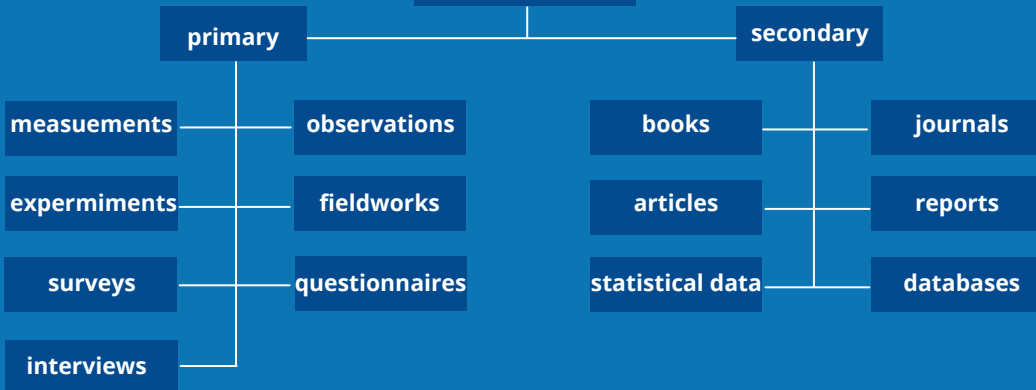 primary
secondary
measuements
observations
books
journals
expermiments
fieldworks
articles
reports
surveys
questionnaires
statistical data
databases
interviews